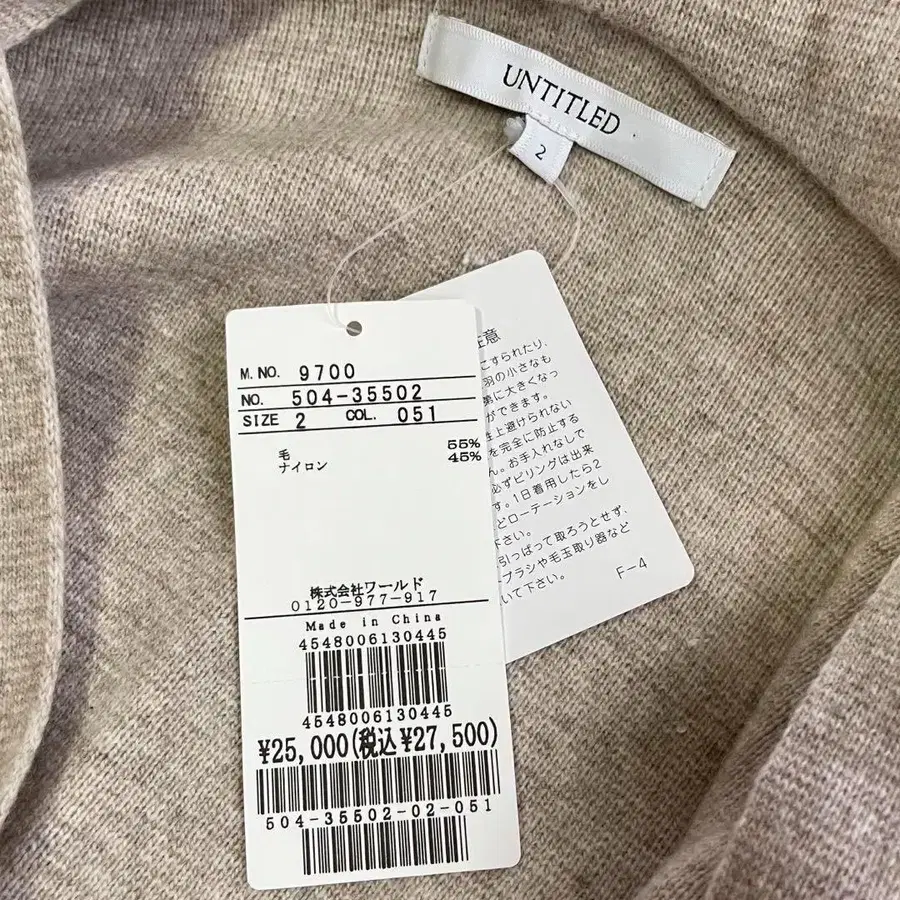 UNTITLED
2
M. NO. 9700
NO. 504-35502
SIZE 2 COL. 051
毛 55%
ナイロン 45%
株式会社ワールド
0120-977-917
Made in China
4548006130445
4548006130445
¥25,000(税込¥27,500)
504-35502-02-051
意
こすられたり、
羽の小さなも
第に大きくなっ
ができます。
性上避けられない
を完全に防止する
ん。お手入れなしで
必ずピリングは出来
す。1日着用したら2
どローテーションをし
下さい。
引っぱって取ろうとせず、
ブラシや毛玉取り器など
いて下さい。
F-4